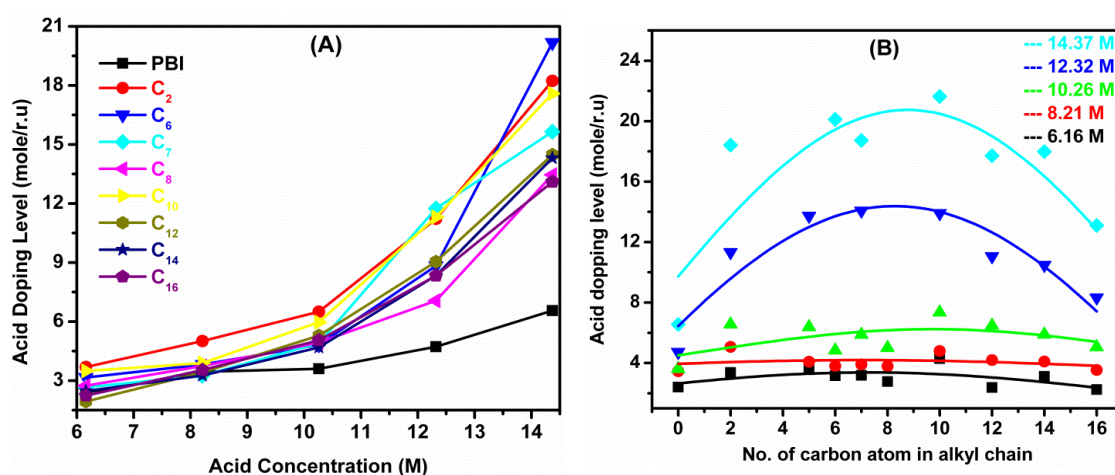 (A)
Acid Doping Level (mole/r.u)
21
18
15
12
9
6
3
PBI
C2
C6
C7
C8
C10
C12
C14
C16
6 7 8 9 10 11 12 13 14
Acid Concentration (M)
(B)
Acid dopping level (mole/r.u)
24
20
16
12
8
4
0
--- 14.37 M
--- 12.32 M
--- 10.26 M
--- 8.21 M
--- 6.16 M
0 2 4 6 8 10 12 14 16
No. of carbon atom in alkyl chain